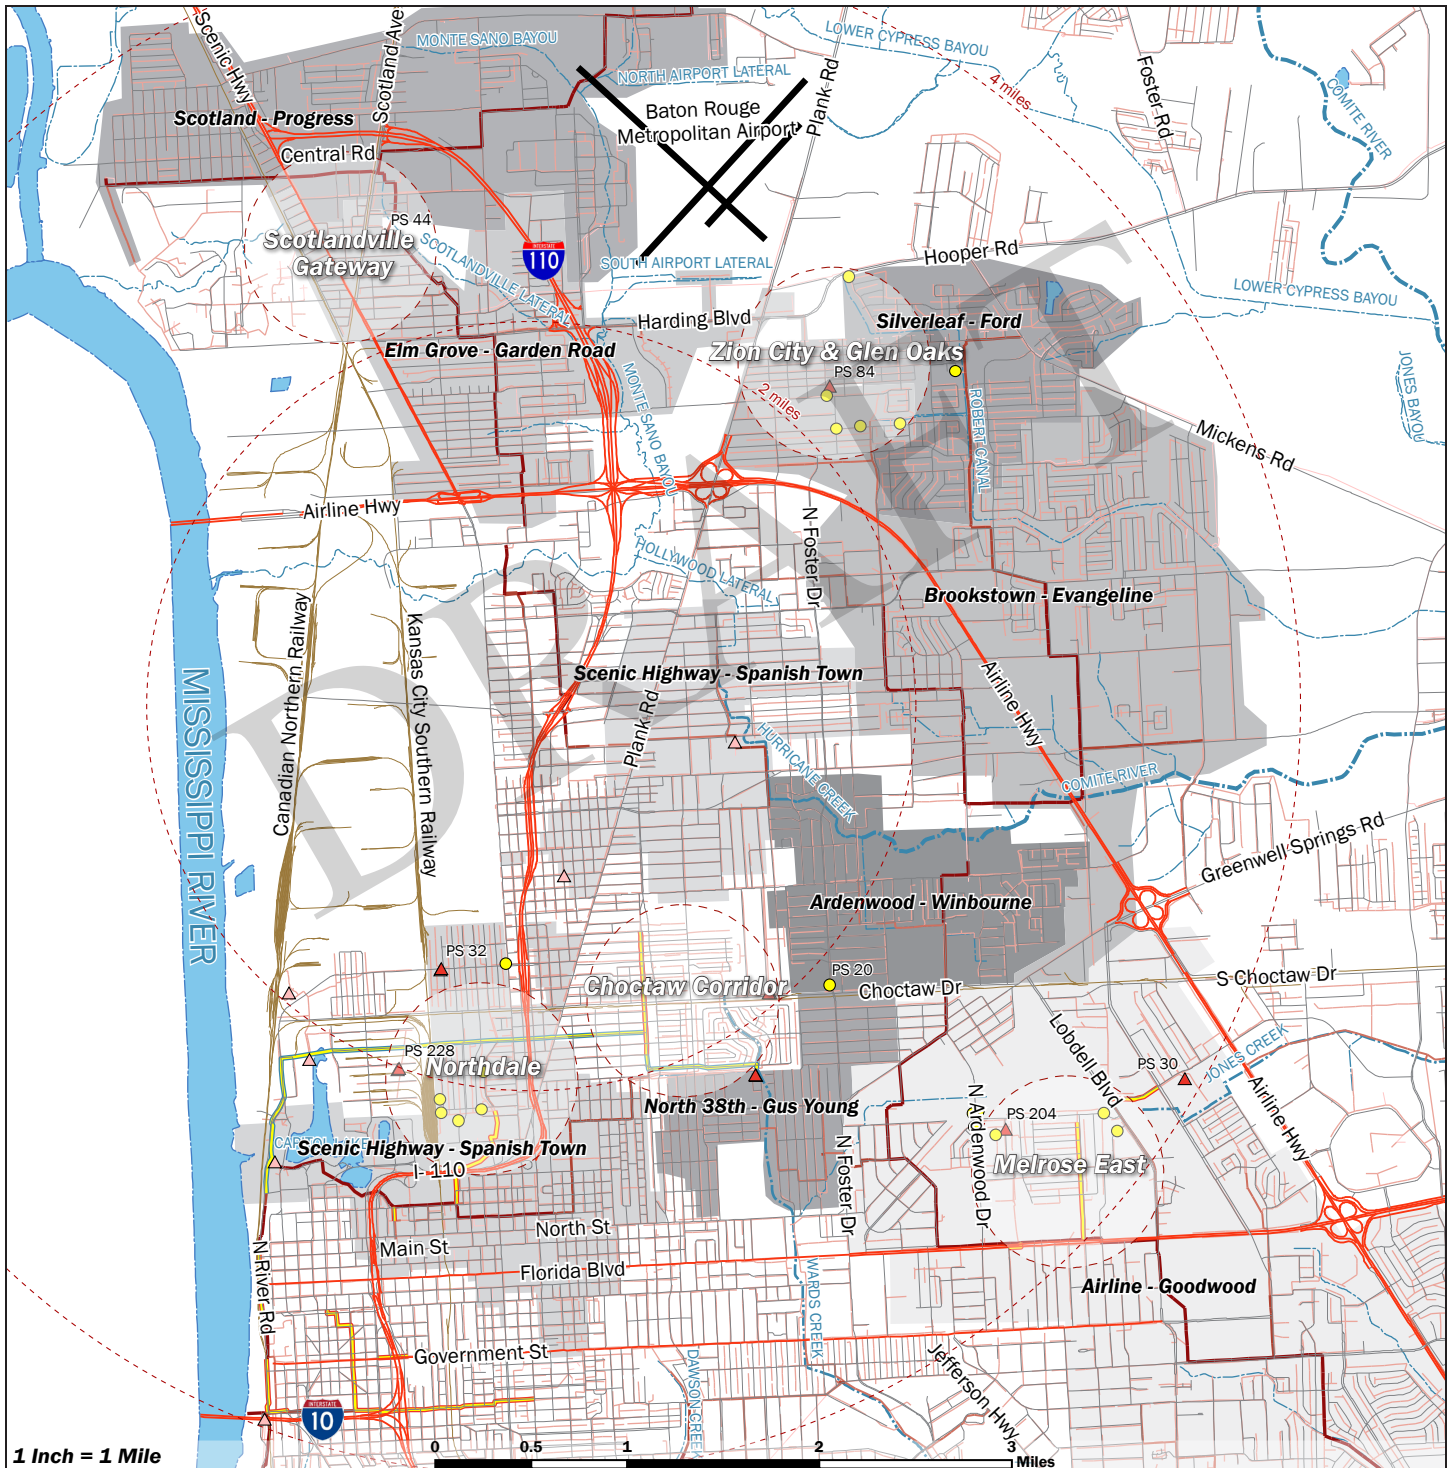 Scenic Hwy
Scotland Ave
MONTE SANO BAYOU
LOWER CYPRESS BAYOU
NORTH AIRPORT LATERAL
Plank Rd
4 miles
Foster Rd
COMITE RIVER
Scotland - Progress
Baton Rouge
Metropolitan Airport
Central Rd
PS 44
Scotlandville
Gateway
SCOTLANDVILLE LATERAL
INTERSTATE
110
SOUTH AIRPORT LATERAL
Hooper Rd
LOWER CYPRESS BAYOU
Harding Blvd
Silverleaf - Ford
Elm Grove - Garden Road
Zion City & Glen Oaks
PS 84
2 miles
JONES BAYOU
MONTE SANO BAYOU
ROBERT CANAL
Mickens Rd
Airline Hwy
N Foster Dr
HOLLYWOOD LATERAL
Brookstown - Evangeline
DRAFT
Canadian Northern Railway
Kansas City Southern Railway
Scenic Highway - Spanish Town
Plank Rd
Airline Hwy
MISSISSIPPI RIVER
HURRICANE CREEK
COMITE RIVER
Greenwell Springs Rd
Ardenwood - Winbourne
PS 32
PS 20
Choctaw Corridor
Choctaw Dr
S Choctaw Dr
Lobdell Blvd
PS 228
Northdale
PS 30
JONES CREEK
Airline Hwy
North 38th - Gus Young
N Ardenwood Dr
PS 204
CAPITOL LAKE
Scenic Highway - Spanish Town
I- 110
N Foster Dr
Melrose East
North St
Main St
N River Rd
Florida Blvd
WARDS CREEK
Airline - Goodwood
Government St
DAWSON CREEK
Jefferson Hwy
INTERSTATE
10
1 Inch = 1 Mile
0 0.5 1 2 3
Miles